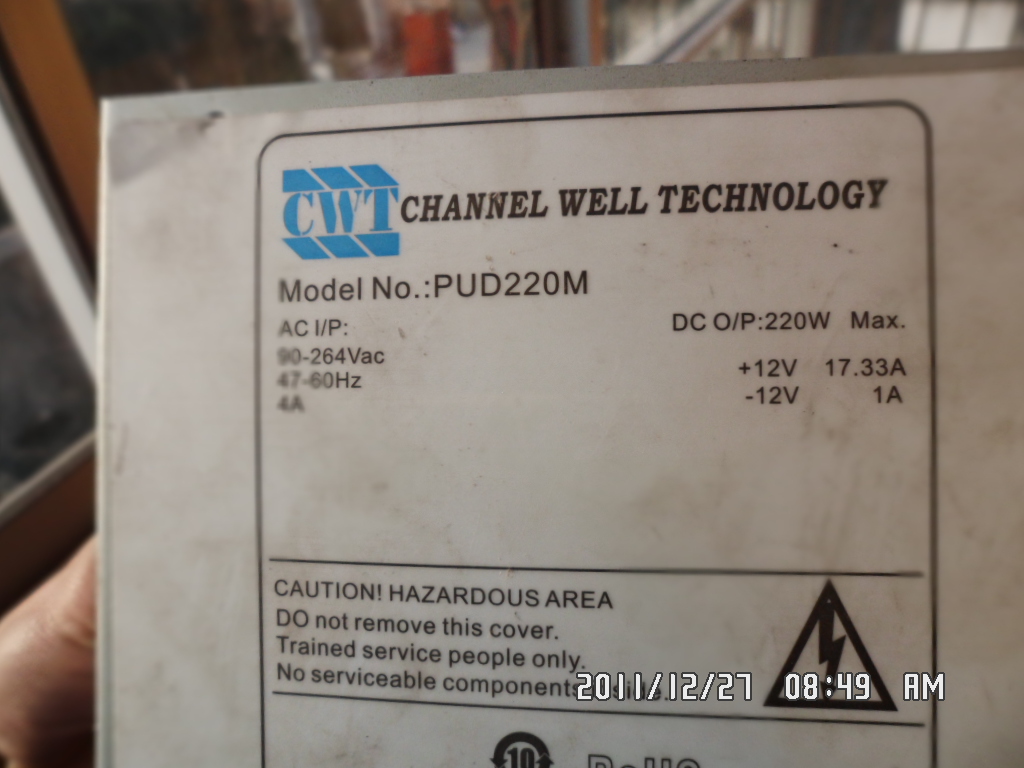 CWT CHANNEL WELL TECHNOLOGY
Model No.:PUD220M
AC I/P:
90-264Vac
47-60Hz
4A
DC O/P:220W Max.
+12V 17.33A
-12V 1A
CAUTION! HAZARDOUS AREA
DO not remove this cover.
Trained service people only.
No serviceable components
2011/12/27 08:49 AM
10
RoHS